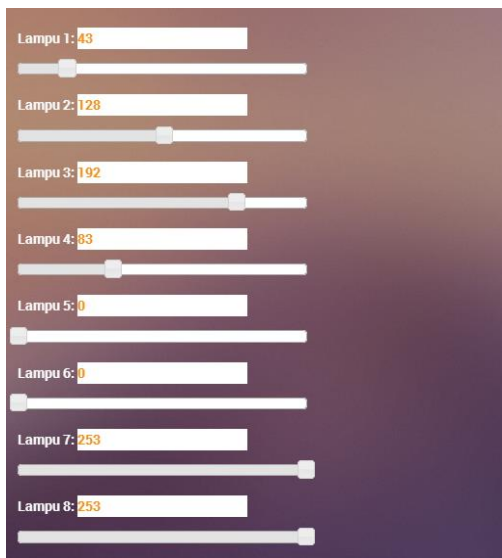 Lampu 1: 43
Lampu 2: 128
Lampu 3: 192
Lampu 4: 83
Lampu 5: 0
Lampu 6: 0
Lampu 7: 253
Lampu 8: 253